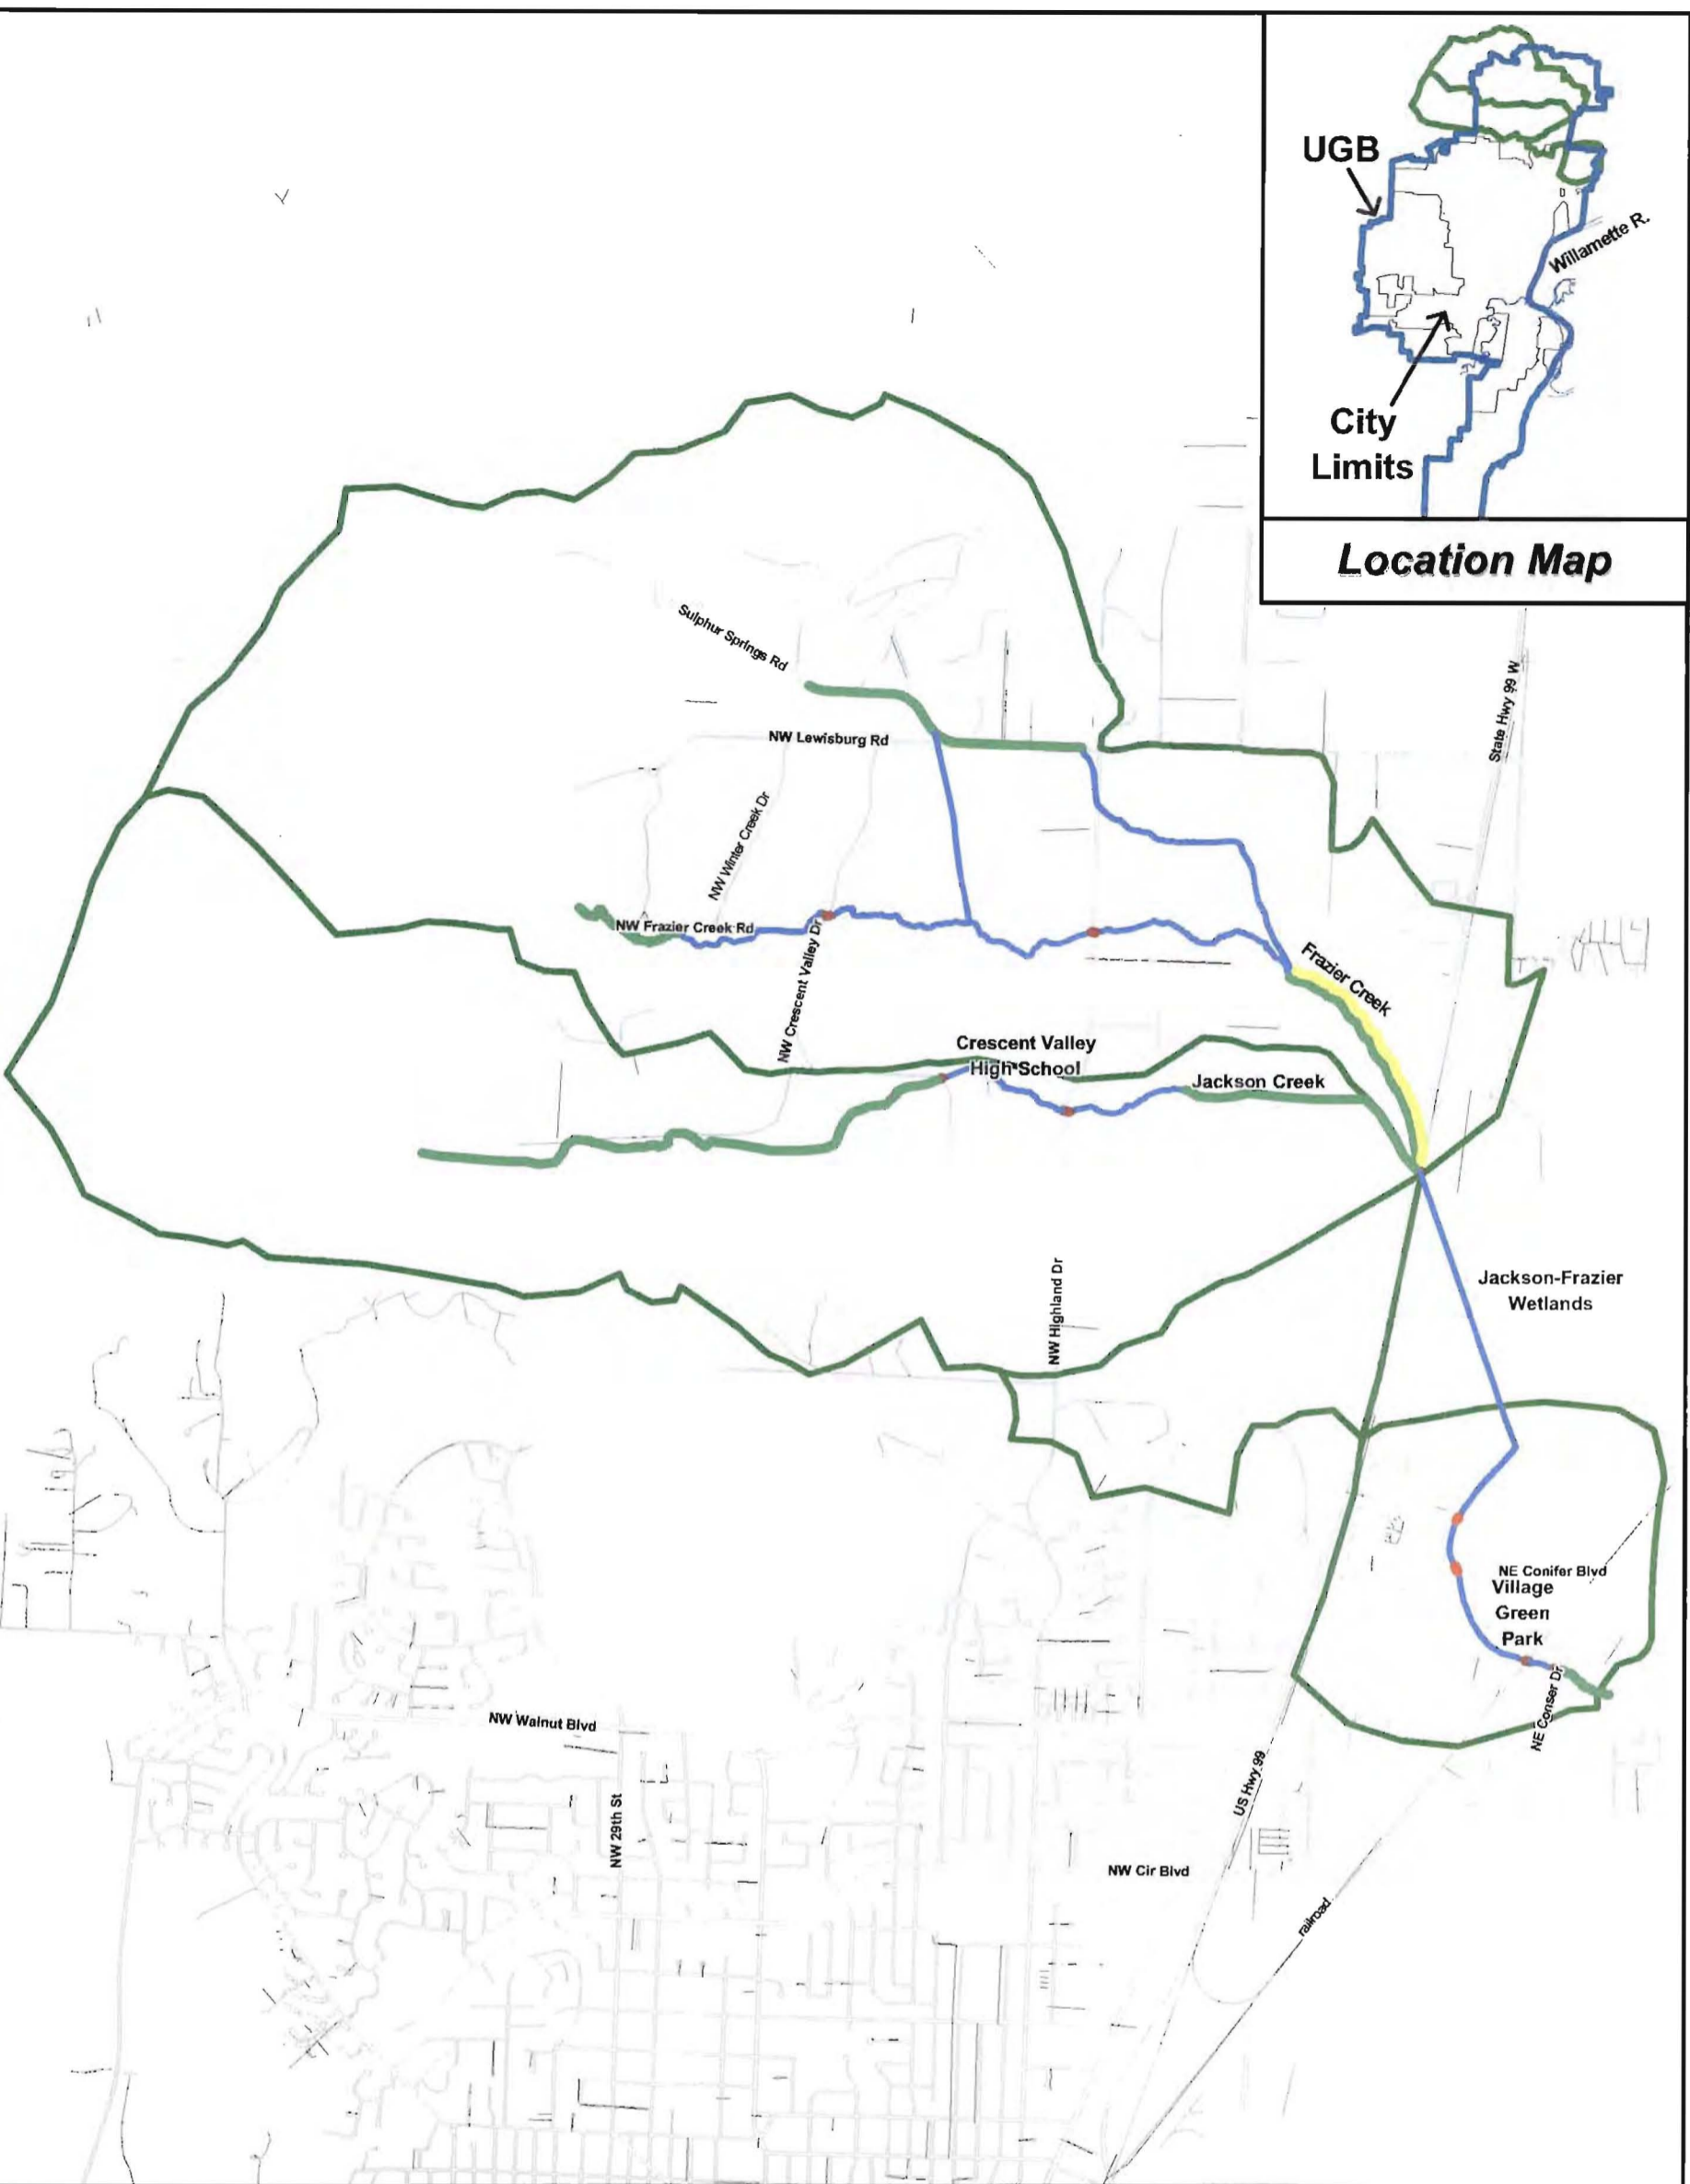 UGB
Willamette R.
City
Limits
Location Map
Sulphur Springs Rd
State Hwy 99 W
NW Lewisburg Rd
NW Winter Creek Dr
NW Frazier Creek Rd
NW Crescent Valley Dr
Frazier Creek
Crescent Valley
High School
Jackson Creek
NW Highland Dr
Jackson-Frazier
Wetlands
NE Conifer Blvd
Village
Green
Park
NE Conser Dr
NW Walnut Blvd
US Hwy 99
NW 29th St
NW Cir Blvd
railroad